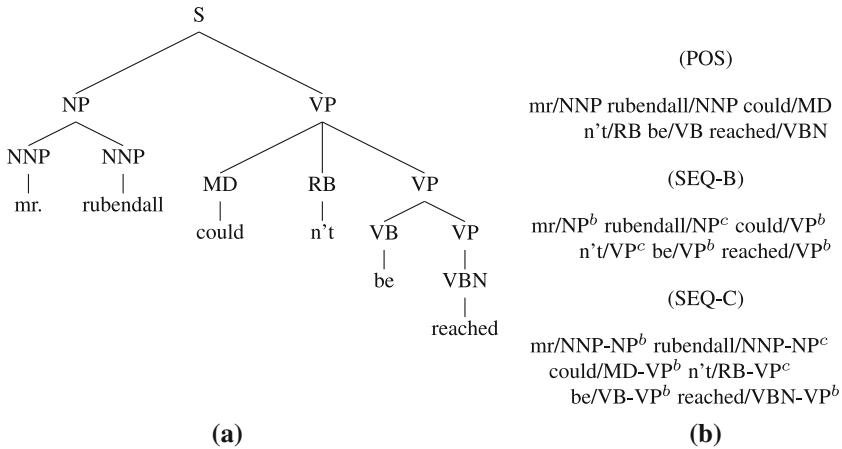 S
NP VP
NNP NNP MD RB VP
mr. rubendall could n't VB VP
be VBN
reached
(a)
(POS)
mr/NNP rubendall/NNP could/MD
n't/RB be/VB reached/VBN
(SEQ-B)
mr/NP^b rubendall/NP^c could/VP^b
n't/VP^c be/VP^b reached/VP^b
(SEQ-C)
mr/NNP-NP^b rubendall/NNP-NP^c
could/MD-VP^b n't/RB-VP^c
be/VB-VP^b reached/VBN-VP^b
(b)